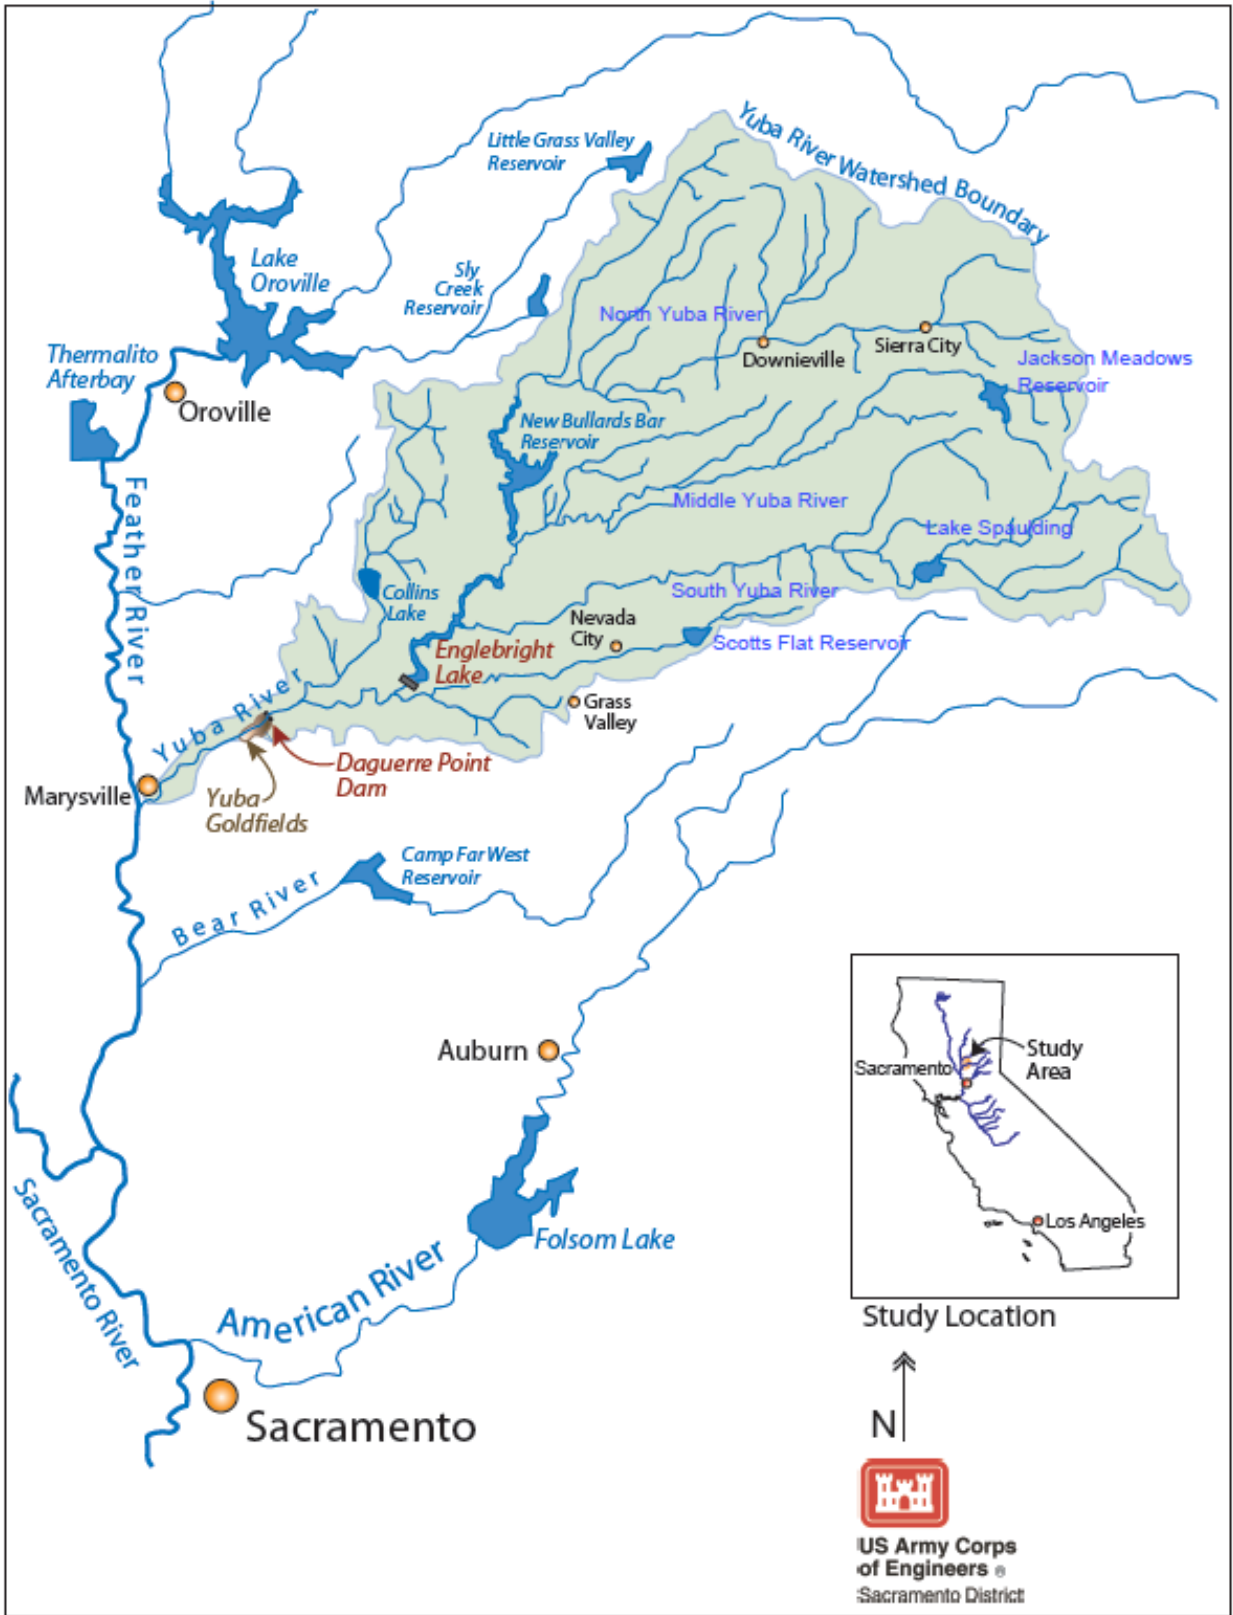 Yuba River Watershed Boundary
Little Grass Valley
Reservoir
Lake
Oroville
Sly
Creek
Reservoir
North Yuba River
Downieville
Sierra City
Jackson Meadows
Reservoir
Thermalito
Afterbay
Oroville
New Bullards Bar
Reservoir
Feather River
Middle Yuba River
Lake Spaulding
Collins
Lake
South Yuba River
Nevada
City
Scotts Flat Reservoir
Englebright
Lake
Grass
Valley
Yuba River
Daguerre Point
Dam
Marysville
Yuba
Goldfields
Camp Far West
Reservoir
Bear River
Auburn
Study
Area
Sacramento
Los Angeles
Study Location
Sacramento River
Folsom Lake
American River
Sacramento
N
US Army Corps
of Engineers ®
Sacramento District